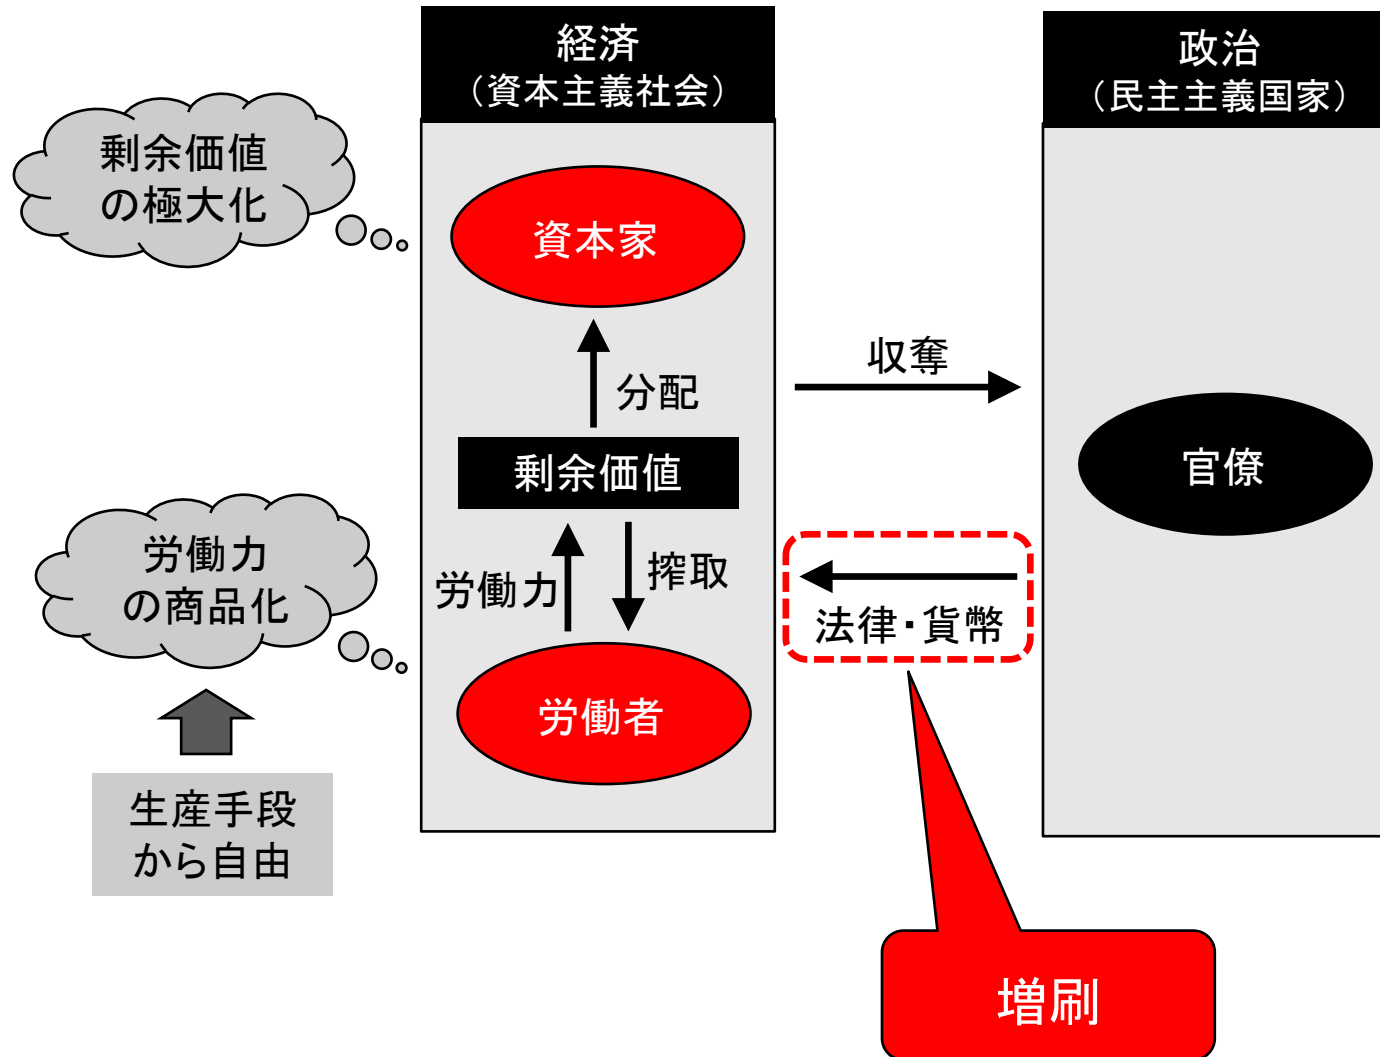 経済
（資本主義社会）
政治
（民主主義国家）
剰余価値
の極大化
資本家
収奪
分配
剰余価値
官僚
労働力
の商品化
労働力
搾取
法律・貨幣
労働者
生産手段
から自由
増刷